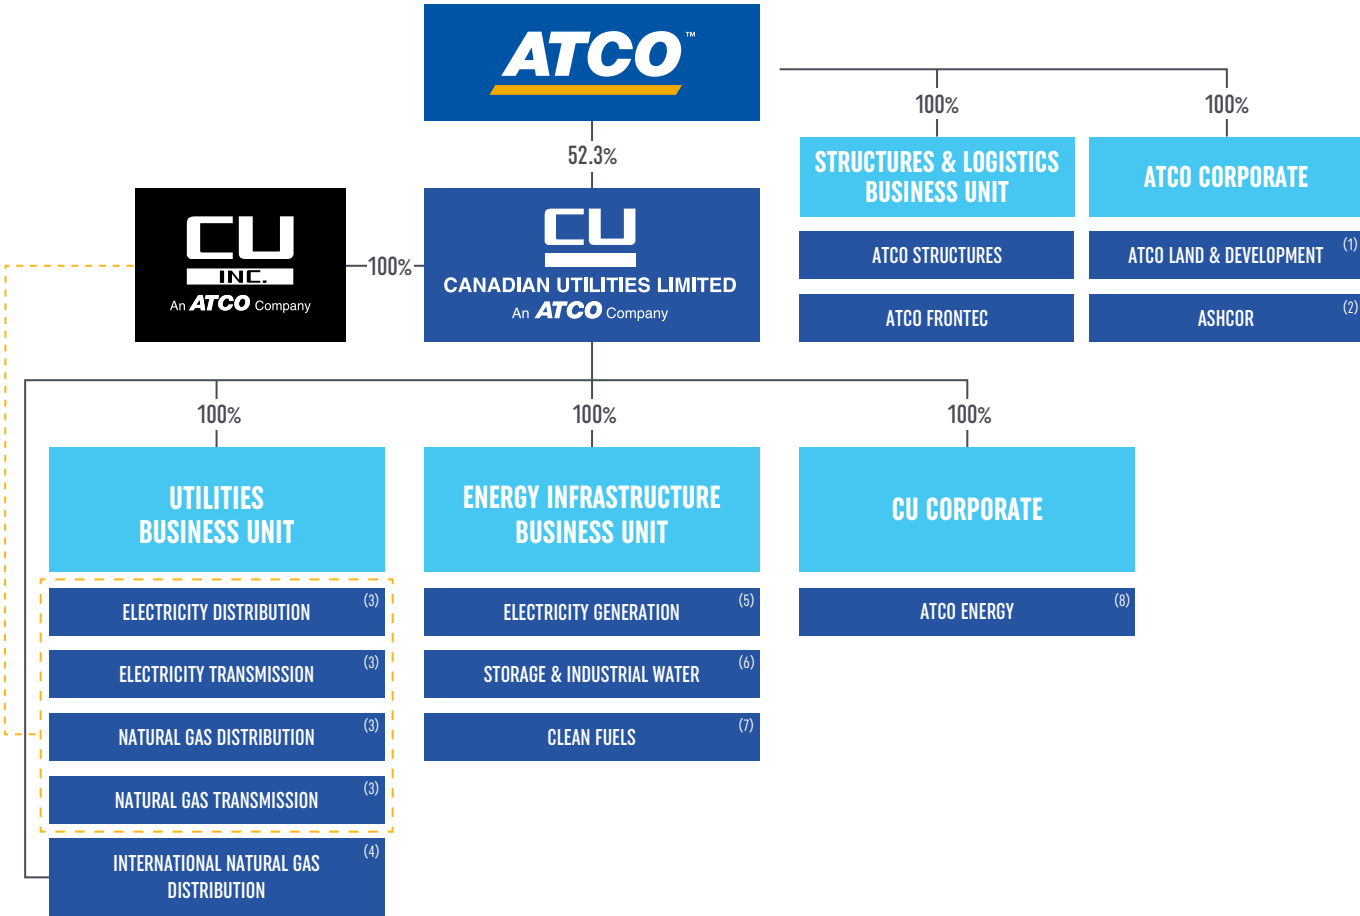 ATCO™
100%
100%
52.3%
STRUCTURES & LOGISTICS
BUSINESS UNIT
ATCO CORPORATE
CU
INC.
An ATCO Company
100%
CU
CANADIAN UTILITIES LIMITED
An ATCO Company
ATCO STRUCTURES
ATCO LAND & DEVELOPMENT (1)
ATCO FRONTEC
ASHCOR (2)
100%
100%
100%
UTILITIES
BUSINESS UNIT
ENERGY INFRASTRUCTURE
BUSINESS UNIT
CU CORPORATE
ELECTRICITY DISTRIBUTION (3)
ELECTRICITY GENERATION (5)
ATCO ENERGY (8)
ELECTRICITY TRANSMISSION (3)
STORAGE & INDUSTRIAL WATER (6)
NATURAL GAS DISTRIBUTION (3)
CLEAN FUELS (7)
NATURAL GAS TRANSMISSION (3)
INTERNATIONAL NATURAL GAS (4)
DISTRIBUTION